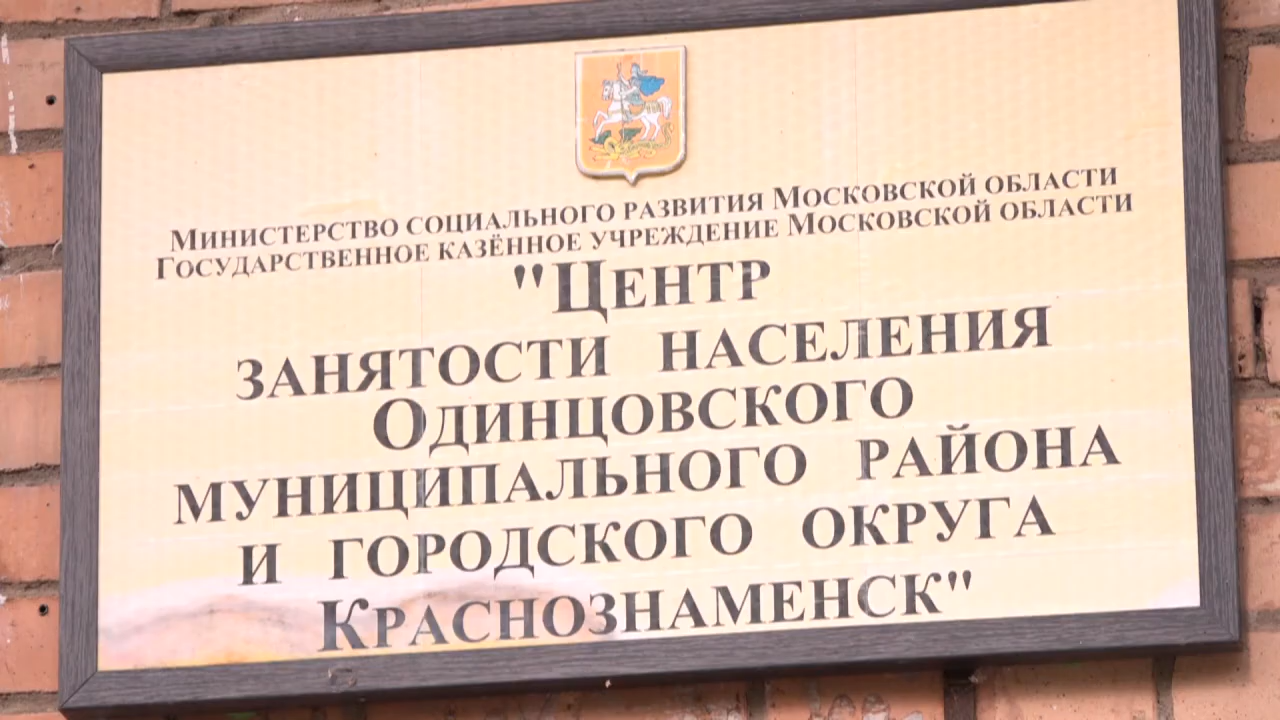 Министерство социального развития Московской области
Государственное казённое учреждение Московской области
"Центр
занятости населения
Одинцовского
муниципального района
и городского округа
Краснознаменск"